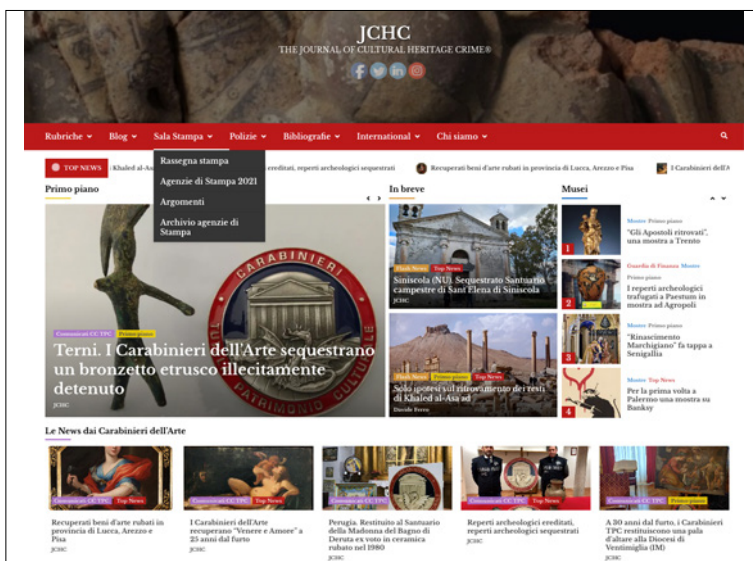 JCHC
THE JOURNAL OF CULTURAL HERITAGE CRIME®
Rubriche
Blog
Sala Stampa
Polizie
Bibliografie
International
Chi siamo
Rassegna stampa
Agenzie di Stampa 2021
Argomenti
Archivio agenzie di
Stampa
TOP NEWS
Khaled al-As
ereditati, reperti archeologici sequestrati
Recuperati beni d'arte rubati in provincia di Lucca, Arezzo e Pisa
I Carabinieri dell'A
Primo piano
In breve
Musei
CARABINIERI
TU
PATRIMONIO CULTURALE
Comunicati CC TPC
Primo piano
Terni. I Carabinieri dell'Arte sequestrano
un bronzetto etrusco illecitamente
detenuto
JCHC
Flash News
Top News
Siniscola (NU). Sequestrato Santuario
campestre di Sant'Elena di Siniscola
JCHC
Flash News
Primo piano
Top News
Solo ipotesi sul ritrovamento dei resti
di Khaled al-Asa'ad
Davide Ferro
1
Mostre Primo piano
"Gli Apostoli ritrovati",
una mostra a Trento
2
Guardia di Finanza Mostre
Primo piano
I reperti archeologici
trafugati a Paestum in
mostra ad Agropoli
3
Mostre Primo piano
"Rinascimento
Marchigiano" fa tappa a
Senigallia
4
Mostre Top News
Per la prima volta a
Palermo una mostra su
Banksy
Le News dai Carabinieri dell'Arte
Comunicati CC TPC
Top News
Recuperati beni d'arte rubati in
provincia di Lucca, Arezzo e
Pisa
JCHC
Comunicati CC TPC
Top News
I Carabinieri dell'Arte
recuperano "Venere e Amore" a
25 anni dal furto
JCHC
Comunicati CC TPC
Top News
Perugia. Restituito al Santuario
della Madonna del Bagno di
Deruta ex voto in ceramica
rubato nel 1980
JCHC
Comunicati CC TPC
Top News
Reperti archeologici ereditati,
reperti archeologici sequestrati
JCHC
Comunicati CC TPC
Primo piano
A 30 anni dal furto, i Carabinieri
TPC restituiscono una pala
d'altare alla Diocesi di
Ventimiglia (IM)
JCHC